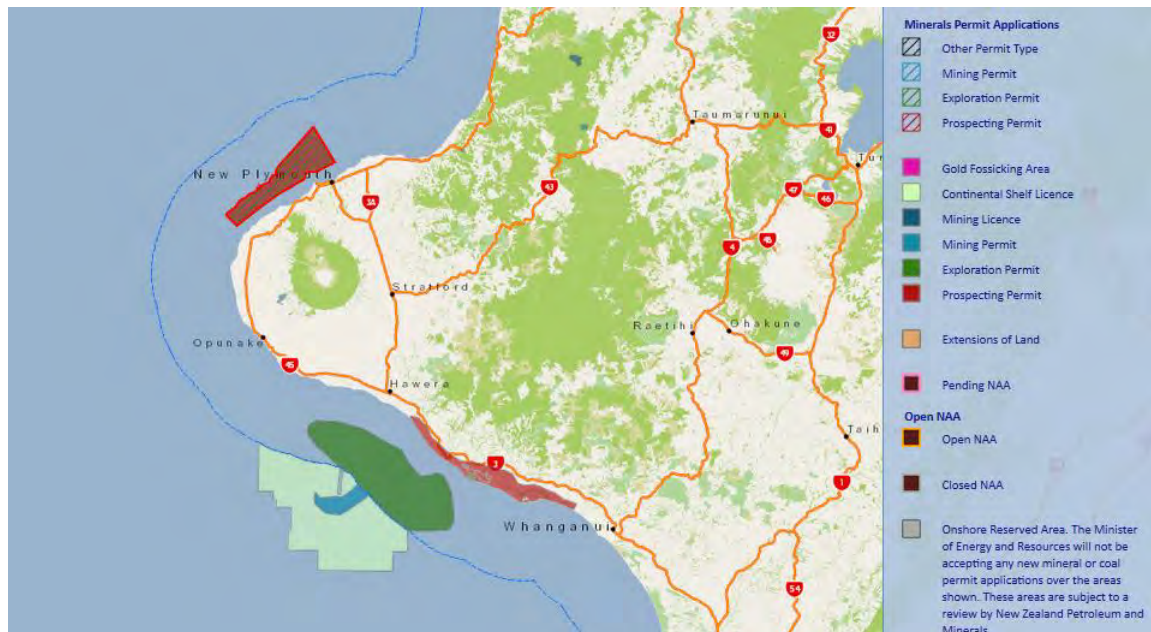 32
Taumarunui
41
Tur
New Plymouth
43
3A
47
46
4
48
Stratford
Raetihi
Ohakune
Opunake
49
45
Hawera
Taih
3
1
Whanganui
54
Minerals Permit Applications
Other Permit Type
Mining Permit
Exploration Permit
Prospecting Permit
Gold Fossicking Area
Continental Shelf Licence
Mining Licence
Mining Permit
Exploration Permit
Prospecting Permit
Extensions of Land
Pending NAA
Open NAA
Open NAA
Closed NAA
Onshore Reserved Area. The Minister
of Energy and Resources will not be
accepting any new mineral or coal
permit applications over the areas
shown. These areas are subject to a
review by New Zealand Petroleum and
Minerals